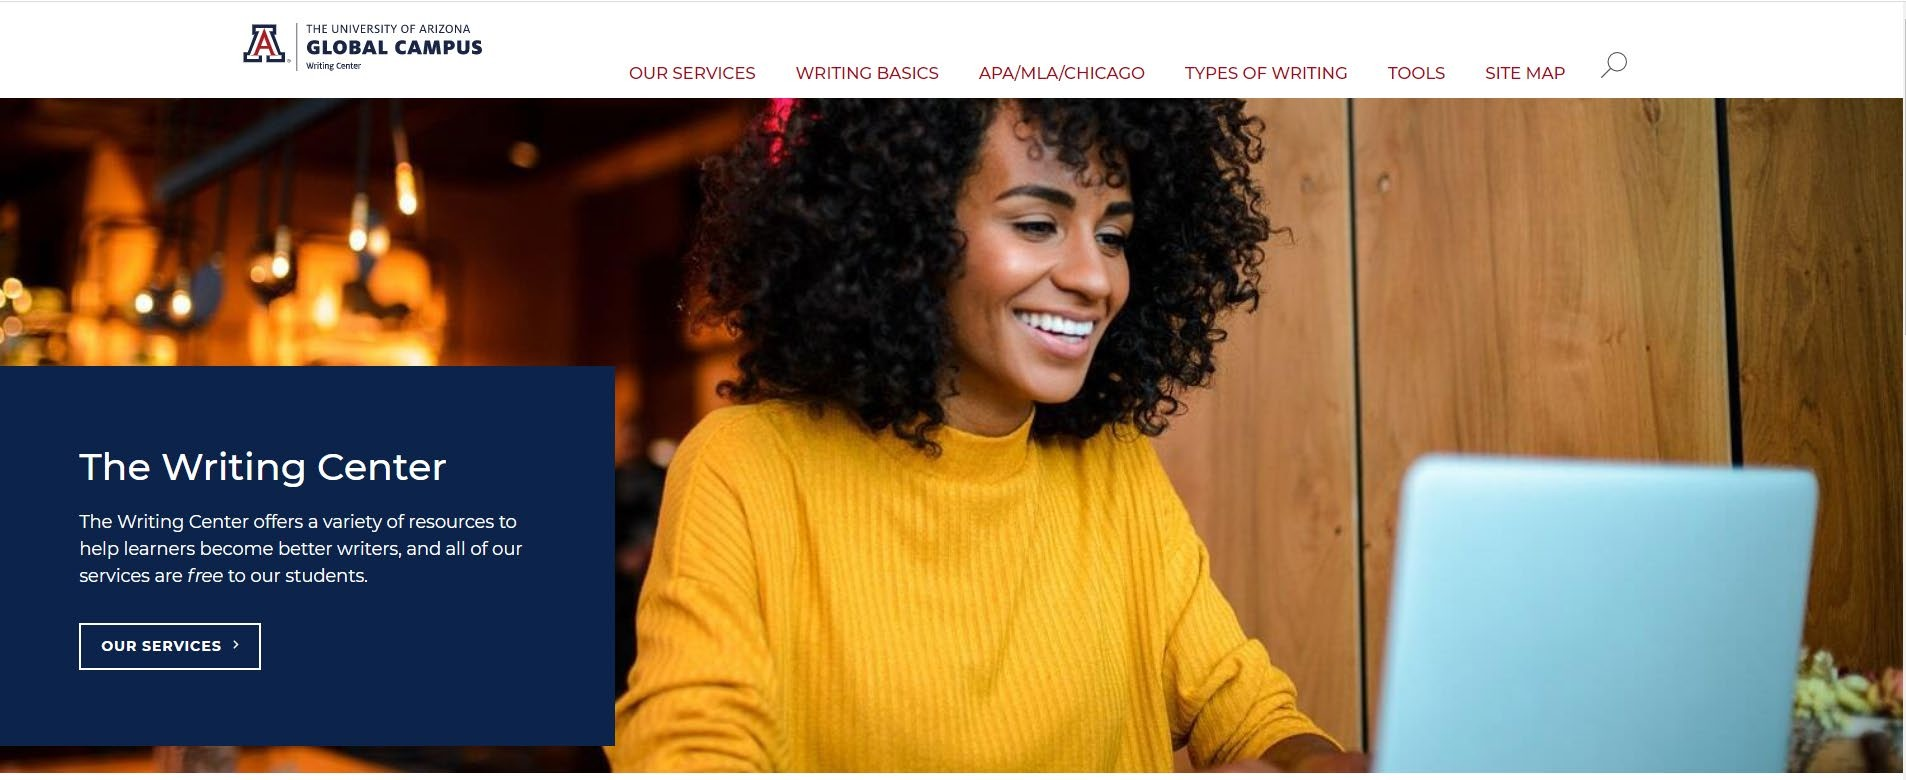 THE UNIVERSITY OF ARIZONA
GLOBAL CAMPUS
Writing Center
OUR SERVICES WRITING BASICS APA/MLA/CHICAGO TYPES OF WRITING TOOLS SITE MAP
The Writing Center
The Writing Center offers a variety of resources to
help learners become better writers, and all of our
services are free to our students.
OUR SERVICES >